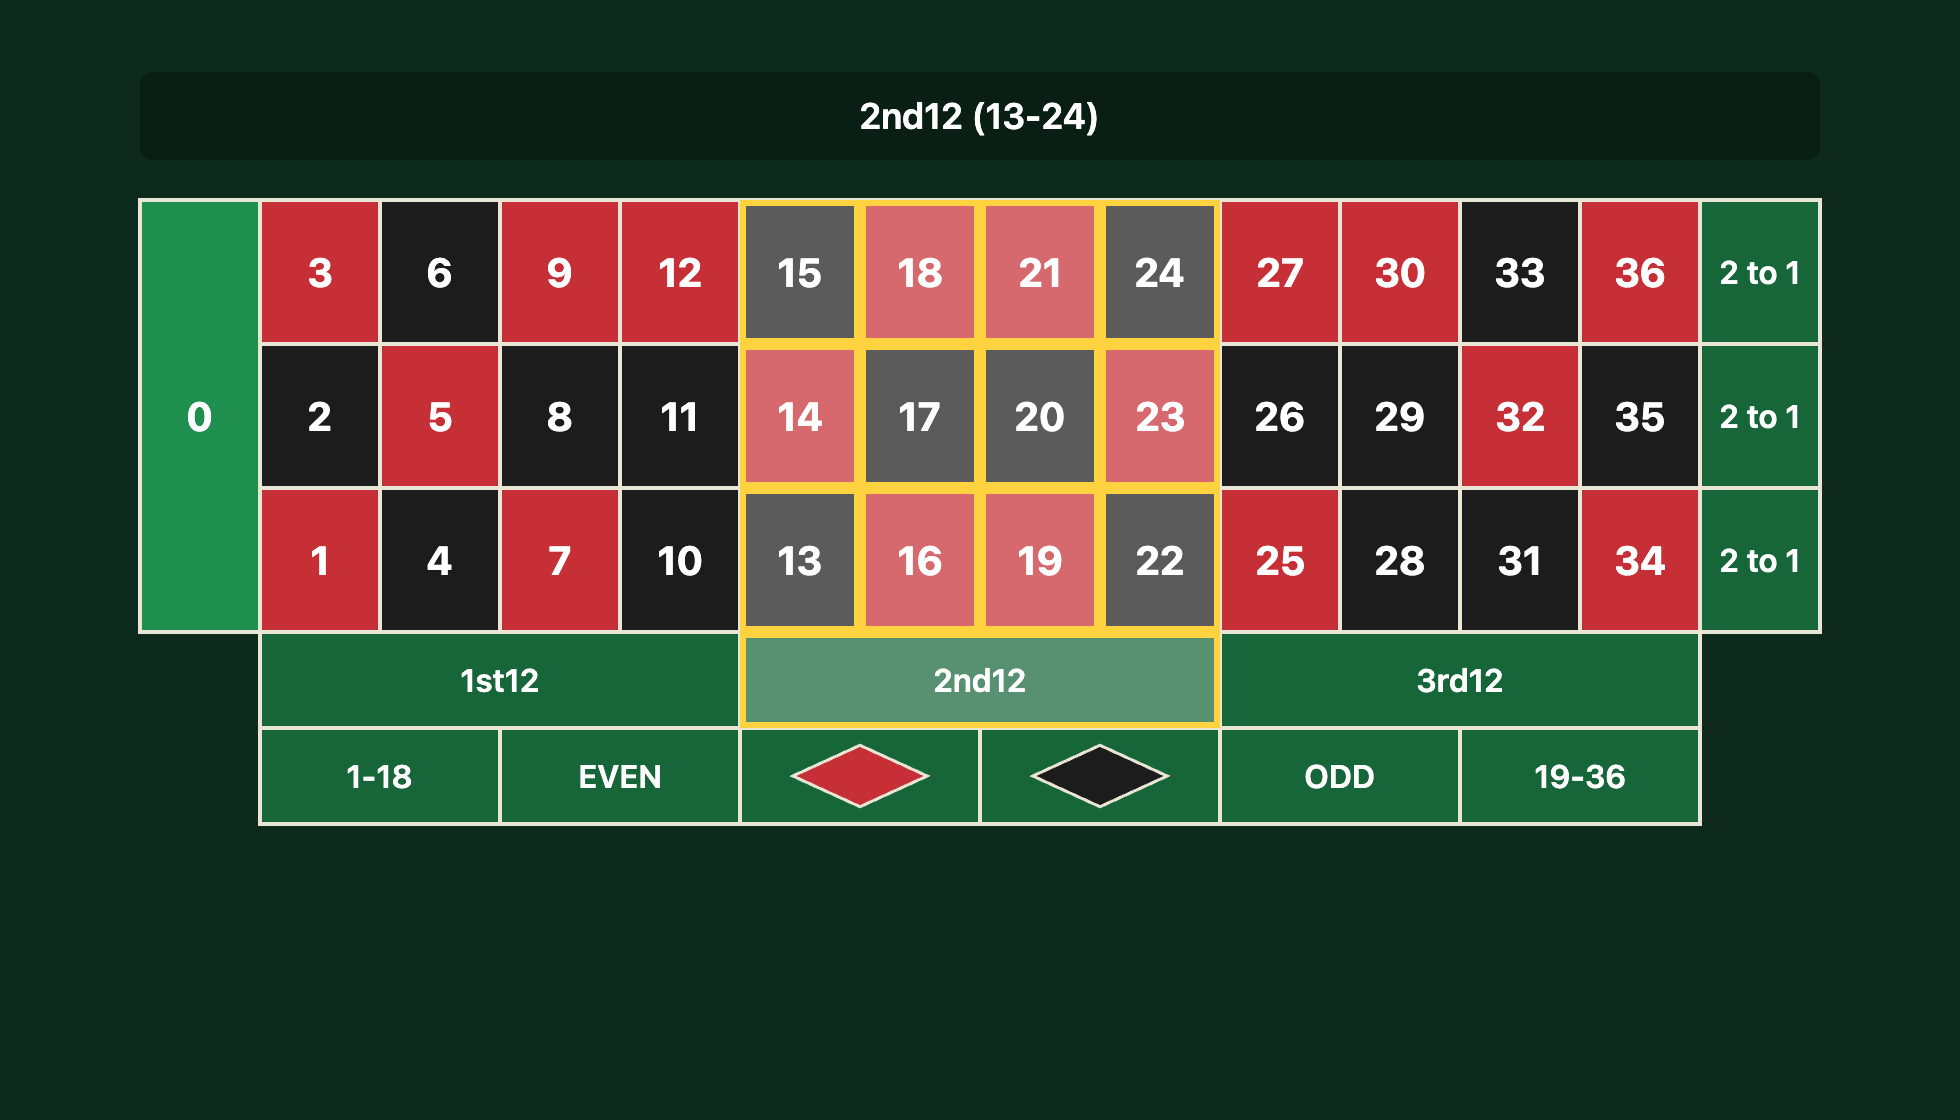 2nd12 (13-24)
3 6 9 12 15 18 21 24 27 30 33 36 2 to 1
0 2 5 8 11 14 17 20 23 26 29 32 35 2 to 1
1 4 7 10 13 16 19 22 25 28 31 34 2 to 1
1st12 2nd12 3rd12
1-18 EVEN ODD 19-36